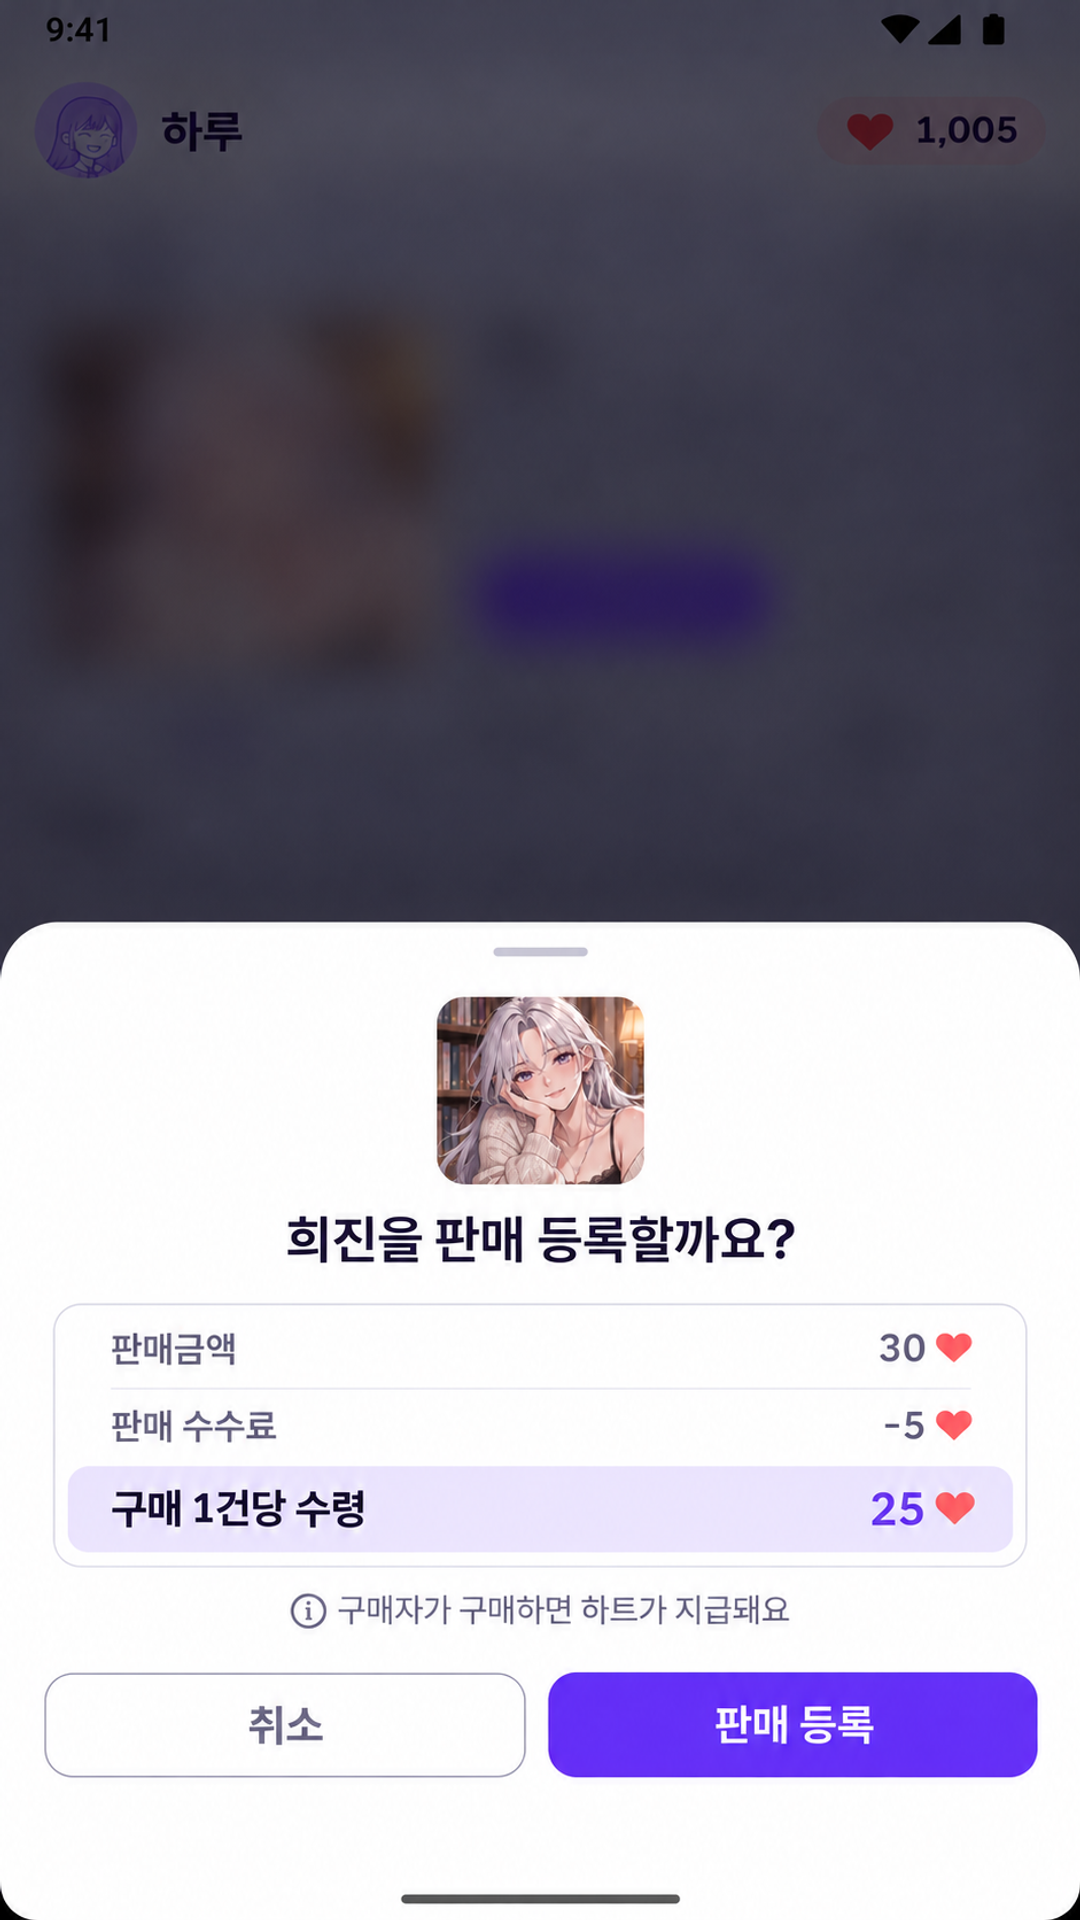 9:41
하루
1,005
희진을 판매 등록할까요?
판매금액
30
판매 수수료
-5
구매 1건당 수령
25
구매자가 구매하면 하트가 지급돼요
취소
판매 등록